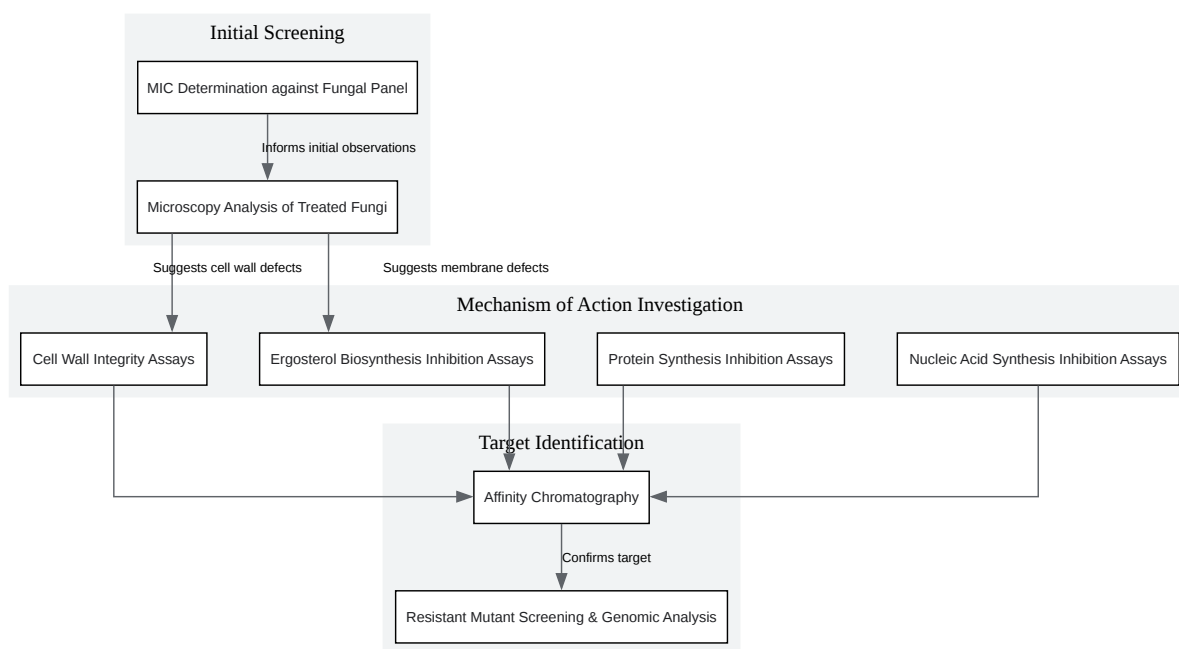 Initial Screening
MIC Determination against Fungal Panel
Informs initial observations
Microscopy Analysis of Treated Fungi
Suggests cell wall defects
Suggests membrane defects
Mechanism of Action Investigation
Cell Wall Integrity Assays
Ergosterol Biosynthesis Inhibition Assays
Protein Synthesis Inhibition Assays
Nucleic Acid Synthesis Inhibition Assays
Target Identification
Affinity Chromatography
Confirms target
Resistant Mutant Screening & Genomic Analysis